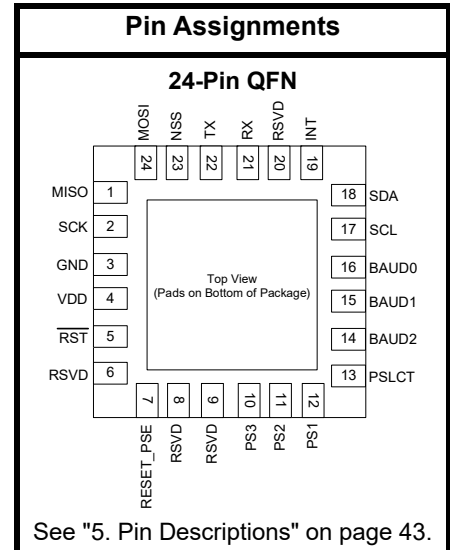 Pin Assignments
24-Pin QFN
MOSI
NSS
TX
RX
RSVD
INT
24
23
22
21
20
19
MISO 1
SCK 2
GND 3
VDD 4
RST 5
RSVD 6
18 SDA
17 SCL
16 BAUD0
15 BAUD1
14 BAUD2
13 PSLCT
Top View
(Pads on Bottom of Package)
7
8
9
10
11
12
RESET_PSE
RSVD
RSVD
PS3
PS2
PS1
See "5. Pin Descriptions" on page 43.